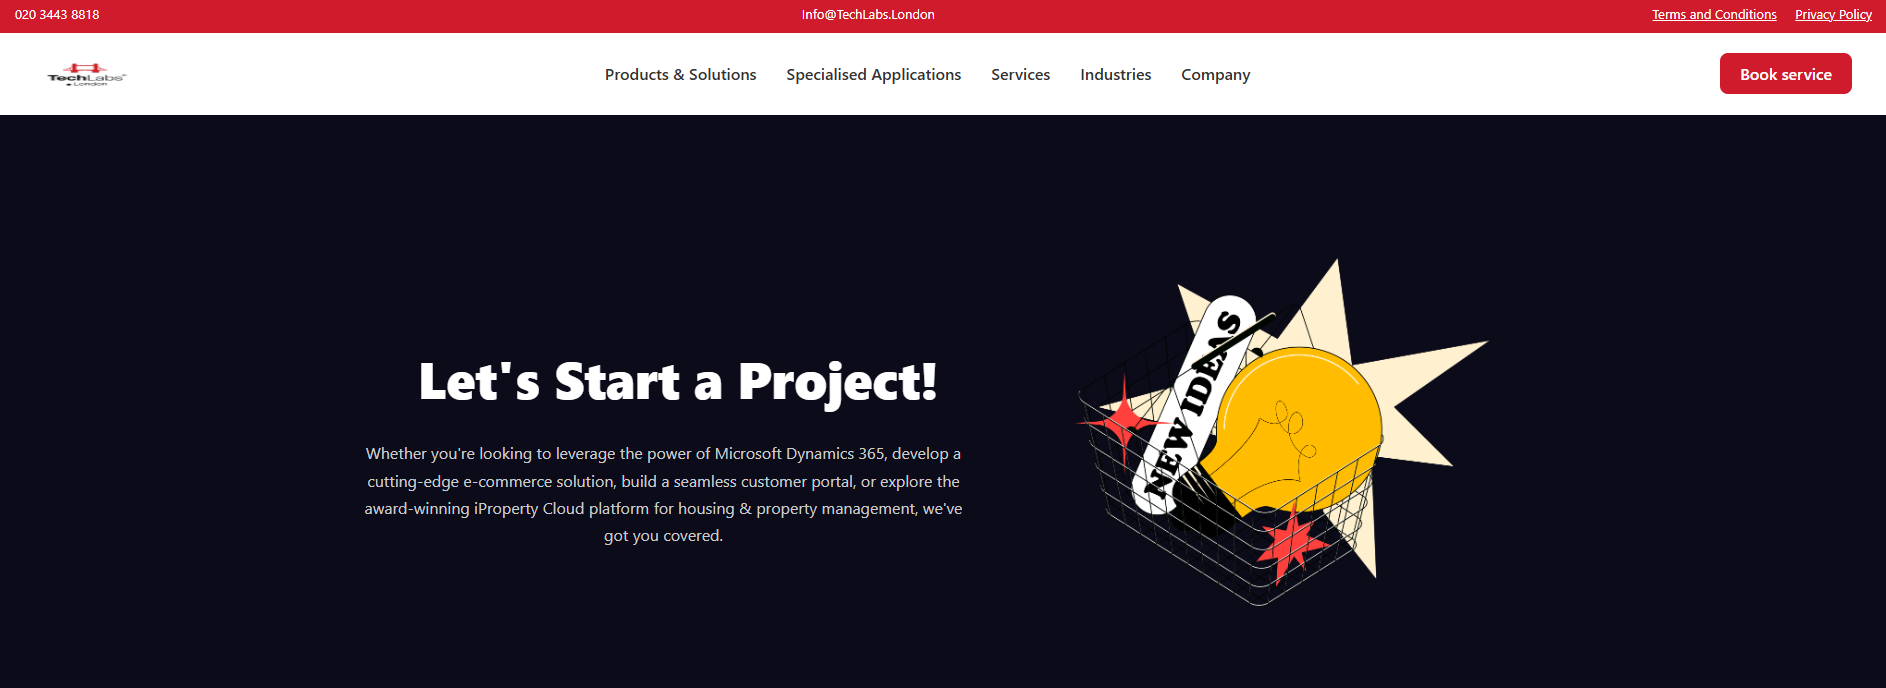 020 3443 8818
Info@TechLabs.London
Terms and Conditions
Privacy Policy
TechLabs
London
Products & Solutions
Specialised Applications
Services
Industries
Company
Book service
Let's Start a Project!
Whether you're looking to leverage the power of Microsoft Dynamics 365, develop a
cutting-edge e-commerce solution, build a seamless customer portal, or explore the
award-winning iProperty Cloud platform for housing & property management, we've
got you covered.
NEW IDEAS